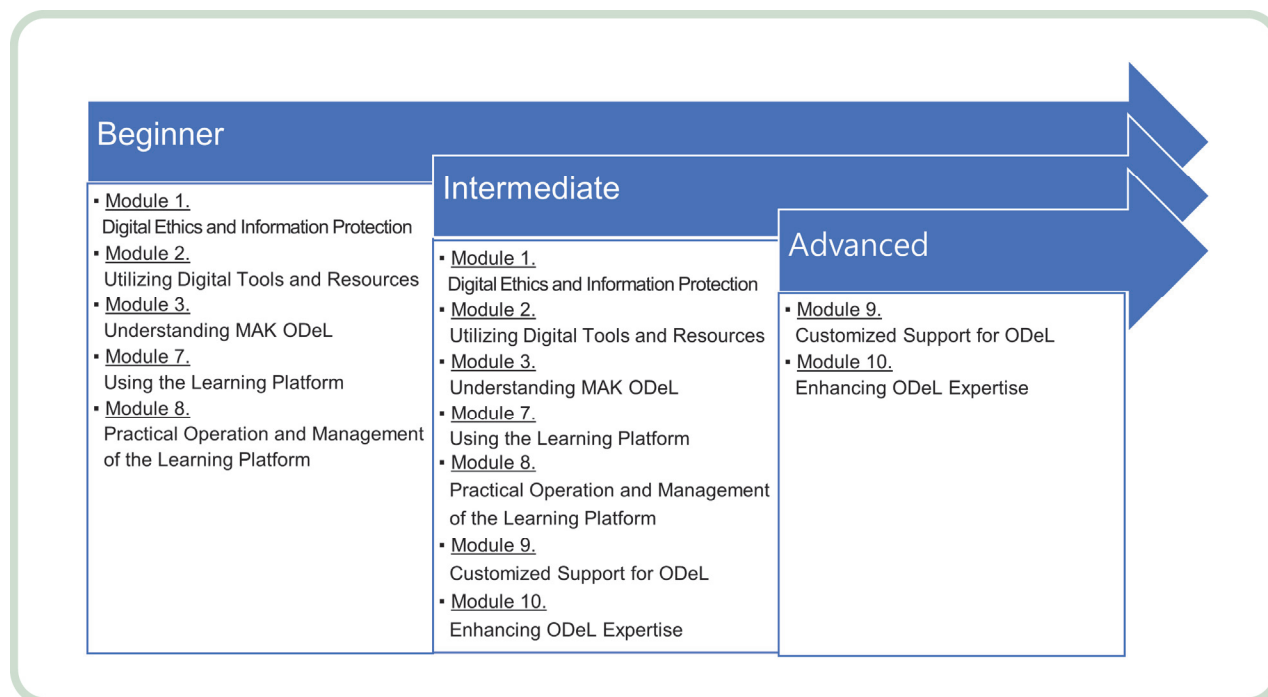 Beginner
▪ Module 1.
Digital Ethics and Information Protection
▪ Module 2.
Utilizing Digital Tools and Resources
▪ Module 3.
Understanding MAK ODeL
▪ Module 7.
Using the Learning Platform
▪ Module 8.
Practical Operation and Management
of the Learning Platform
Intermediate
▪ Module 1.
Digital Ethics and Information Protection
▪ Module 2.
Utilizing Digital Tools and Resources
▪ Module 3.
Understanding MAK ODeL
▪ Module 7.
Using the Learning Platform
▪ Module 8.
Practical Operation and Management
of the Learning Platform
▪ Module 9.
Customized Support for ODeL
▪ Module 10.
Enhancing ODeL Expertise
Advanced
▪ Module 9.
Customized Support for ODeL
▪ Module 10.
Enhancing ODeL Expertise